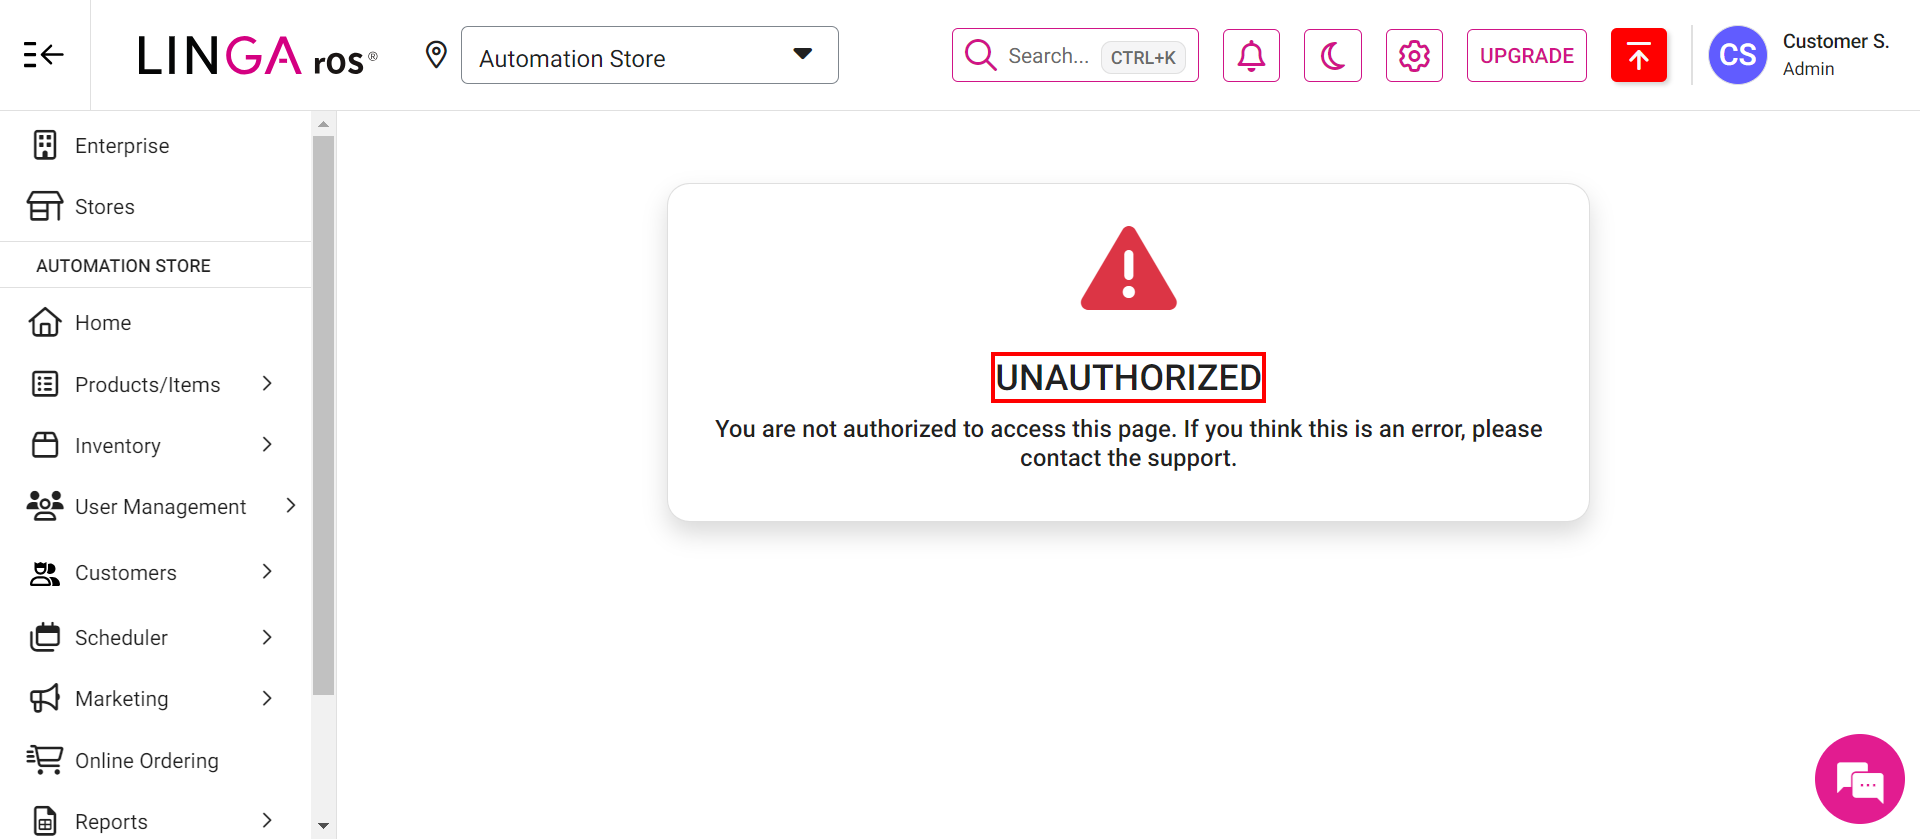 LINGA ros®
Automation Store
Search... CTRL+K
UPGRADE
CS
Customer S.
Admin
Enterprise
Stores
AUTOMATION STORE
Home
Products/Items
Inventory
User Management
Customers
Scheduler
Marketing
Online Ordering
Reports
UNAUTHORIZED
You are not authorized to access this page. If you think this is an error, please
contact the support.